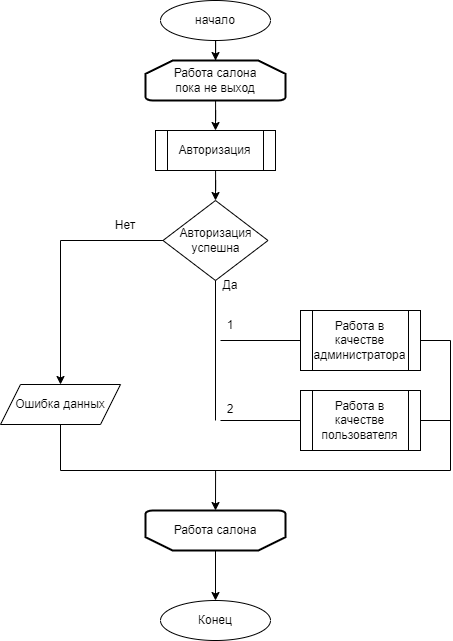 начало
Работа салона
пока не выход
Авторизация
Авторизация
успешна
Нет
Да
1
Работа в
качестве
администратора
2
Работа в
качестве
пользователя
Ошибка данных
Работа салона
Конец